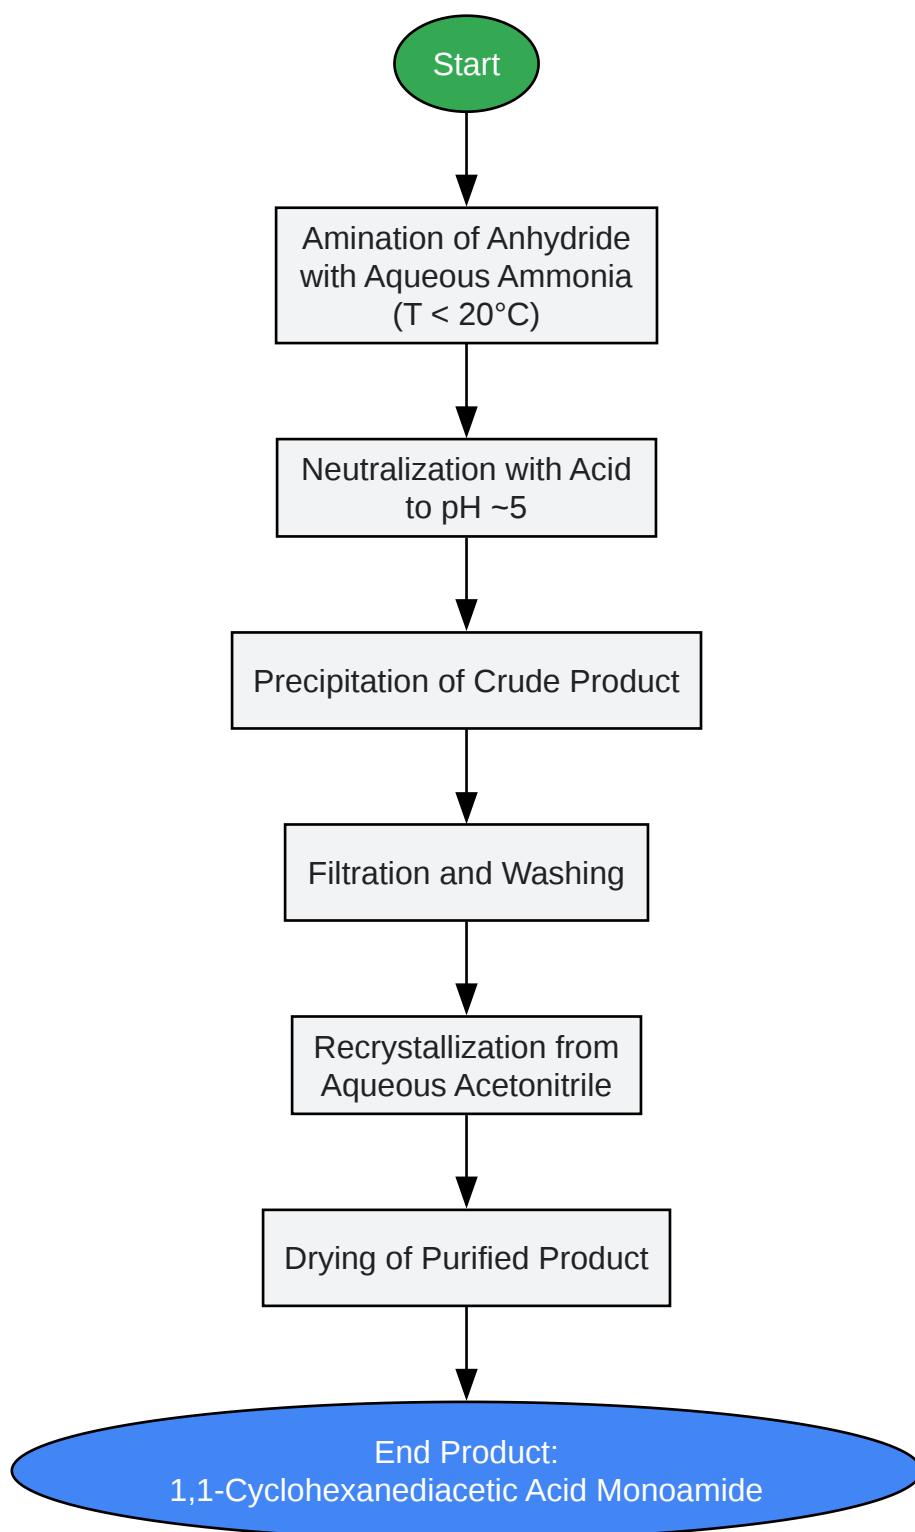 Start
Amination of Anhydride
with Aqueous Ammonia
(T < 20°C)
Neutralization with Acid
to pH ~5
Precipitation of Crude Product
Filtration and Washing
Recrystallization from
Aqueous Acetonitrile
Drying of Purified Product
End Product:
1,1-Cyclohexanediacetic Acid Monoamide